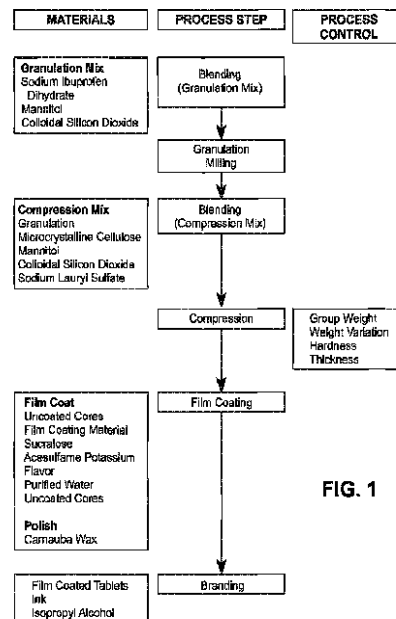 MATERIALS
PROCESS STEP
PROCESS
CONTROL
Granulation Mix
Sodium Ibuprofen
Dihydrate
Mannitol
Colloidal Silicon Dioxide
Blending
(Granulation Mix)
Granulation
Milling
Compression Mix
Granulation
Microcrystalline Cellulose
Mannitol
Colloidal Silicon Dioxide
Sodium Lauryl Sulfate
Blending
(Compression Mix)
Compression
Group Weight
Weight Variation
Hardness
Thickness
Film Coat
Uncoated Cores
Film Coating Material
Sucralose
Acesulfame Potassium
Flavor
Purified Water
Uncoated Cores
Polish
Carnauba Wax
Film Coating
FIG. 1
Film Coated Tablets
Ink
Isopropyl Alcohol
Branding